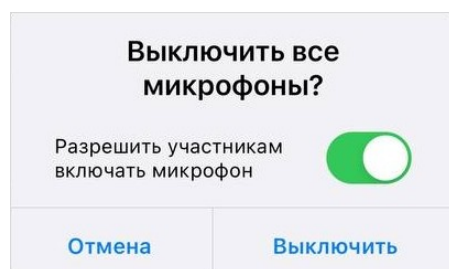 Выключить все
микрофоны?
Разрешить участникам
включать микрофон
Отмена
Выключить